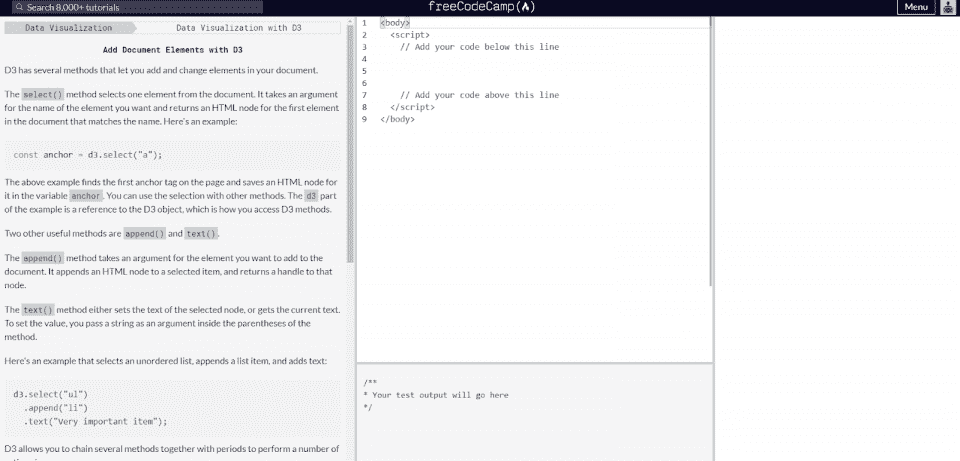 Search 8,000+ tutorials
freeCodeCamp(🔥)
Menu
Data Visualization
Data Visualization with D3
Add Document Elements with D3
D3 has several methods that let you add and change elements in your document.
The select() method selects one element from the document. It takes an argument
for the name of the element you want and returns an HTML node for the first element
in the document that matches the name. Here's an example:
const anchor = d3.select("a");
The above example finds the first anchor tag on the page and saves an HTML node for
it in the variable anchor. You can use the selection with other methods. The d3 part
of the example is a reference to the D3 object, which is how you access D3 methods.
Two other useful methods are append() and text().
The append() method takes an argument for the element you want to add to the
document. It appends an HTML node to a selected item, and returns a handle to that
node.
The text() method either sets the text of the selected node, or gets the current text.
To set the value, you pass a string as an argument inside the parentheses of the
method.
Here's an example that selects an unordered list, appends a list item, and adds text:
d3.select("ul")
.append("li")
.text("Very important item");
D3 allows you to chain several methods together with periods to perform a number of
1 <body>
2 <script>
3 // Add your code below this line
4
5
6
7 // Add your code above this line
8 </script>
9 </body>
/**
* Your test output will go here
*/